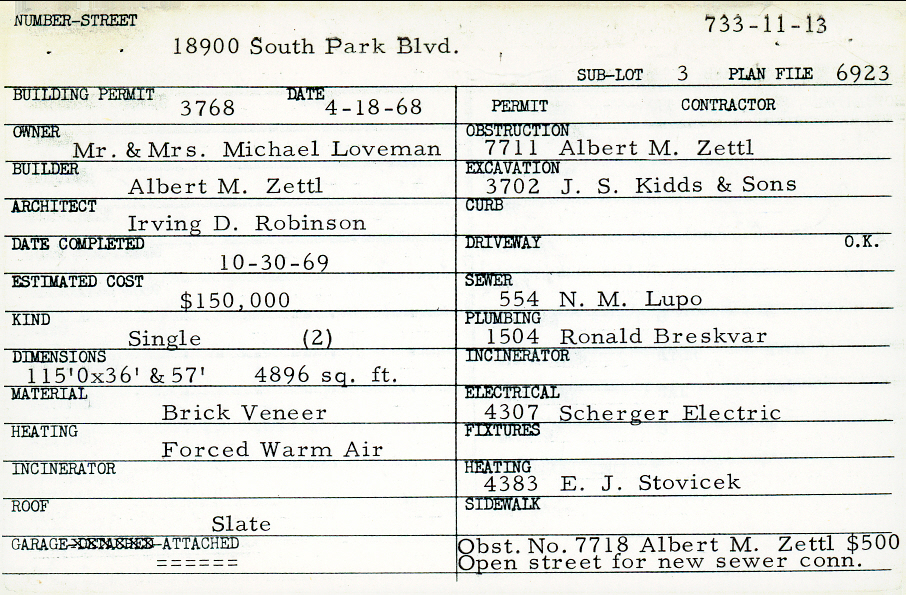 NUMBER-STREET
733-11-13
18900 South Park Blvd.
SUB-LOT 3 PLAN FILE 6923
BUILDING PERMIT 3768 DATE 4-18-68
OWNER
Mr. & Mrs. Michael Loveman
BUILDER
Albert M. Zettl
ARCHITECT
Irving D. Robinson
DATE COMPLETED
10-30-69
ESTIMATED COST
$150,000
KIND
Single (2)
DIMENSIONS
115'0x36' & 57' 4896 sq. ft.
MATERIAL
Brick Veneer
HEATING
Forced Warm Air
INCINERATOR
ROOF
Slate
GARAGE-DETACHED-ATTACHED
======
PERMIT CONTRACTOR
OBSTRUCTION
7711 Albert M. Zettl
EXCAVATION
3702 J. S. Kidds & Sons
CURB
DRIVEWAY O.K.
SEWER
554 N. M. Lupo
PLUMBING
1504 Ronald Breskvar
INCINERATOR
ELECTRICAL
4307 Scherger Electric
FIXTURES
HEATING
4383 E. J. Stovicek
SIDEWALK
Obst. No. 7718 Albert M. Zettl $500
Open street for new sewer conn.